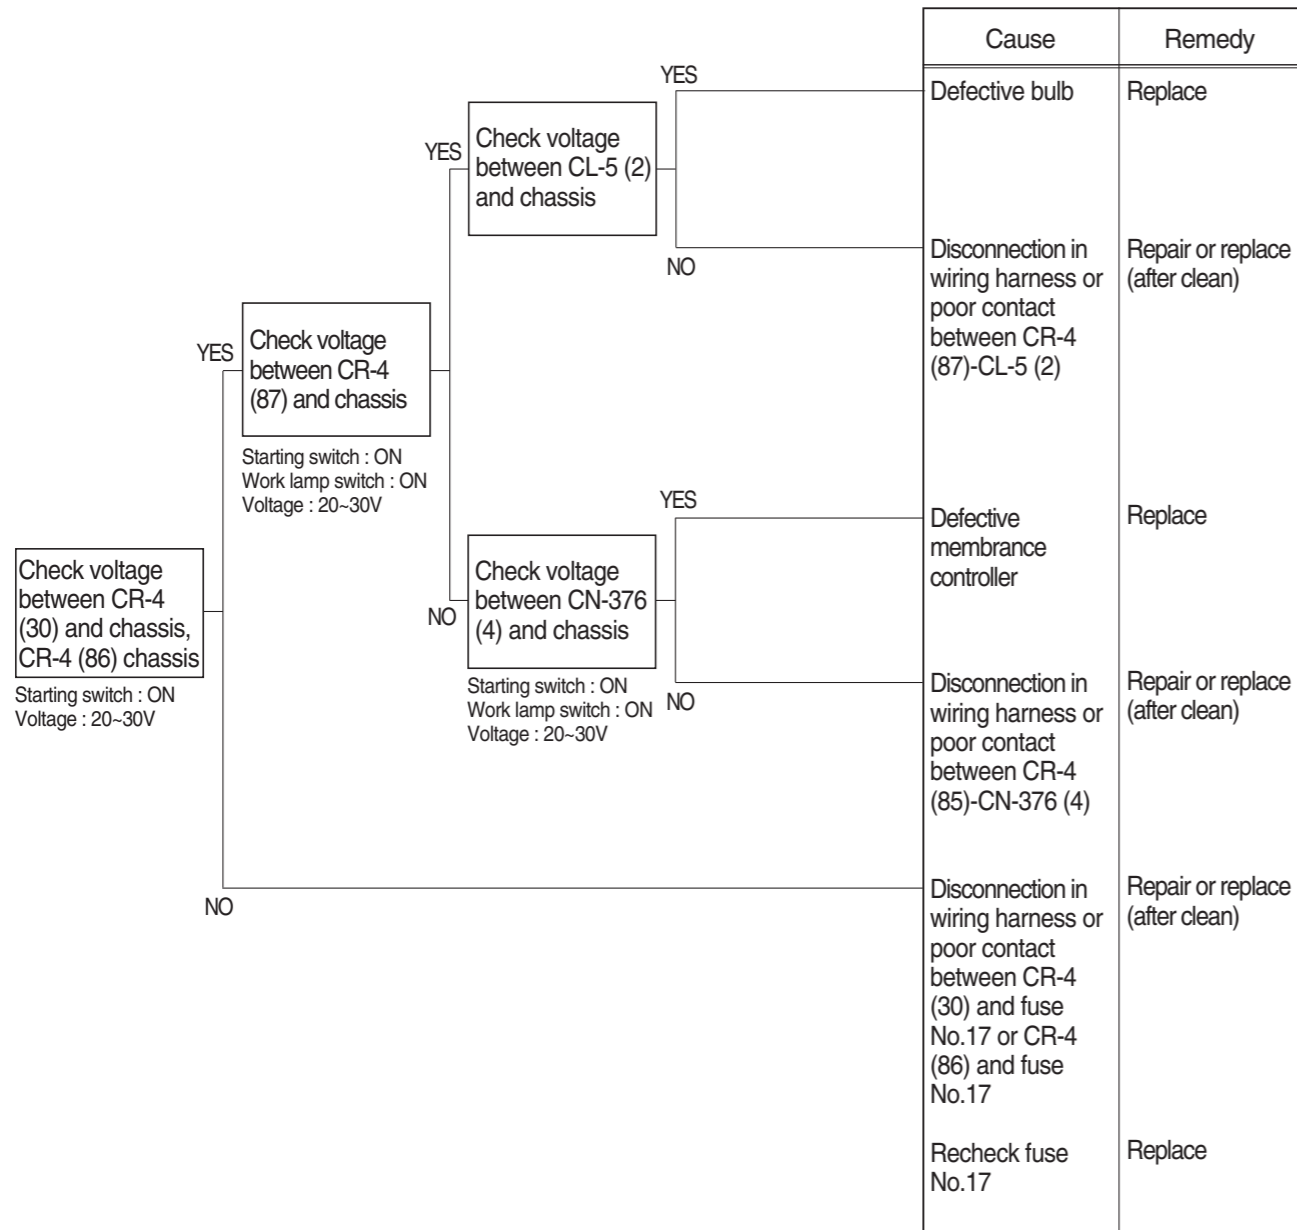 Cause
Remedy
YES
Defective bulb
Replace
YES
Check voltage
between CL-5 (2)
and chassis
NO
Disconnection in
wiring harness or
poor contact
between CR-4
(87)-CL-5 (2)
Repair or replace
(after clean)
YES
Check voltage
between CR-4
(87) and chassis
Starting switch : ON
Work lamp switch : ON
Voltage : 20~30V
YES
Defective
membrance
controller
Replace
Check voltage
between CR-4
(30) and chassis,
CR-4 (86) chassis
Starting switch : ON
Voltage : 20~30V
NO
Check voltage
between CN-376
(4) and chassis
Starting switch : ON
Work lamp switch : ON
Voltage : 20~30V
NO
Disconnection in
wiring harness or
poor contact
between CR-4
(85)-CN-376 (4)
Repair or replace
(after clean)
NO
Disconnection in
wiring harness or
poor contact
between CR-4
(30) and fuse
No.17 or CR-4
(86) and fuse
No.17
Repair or replace
(after clean)
Recheck fuse
No.17
Replace